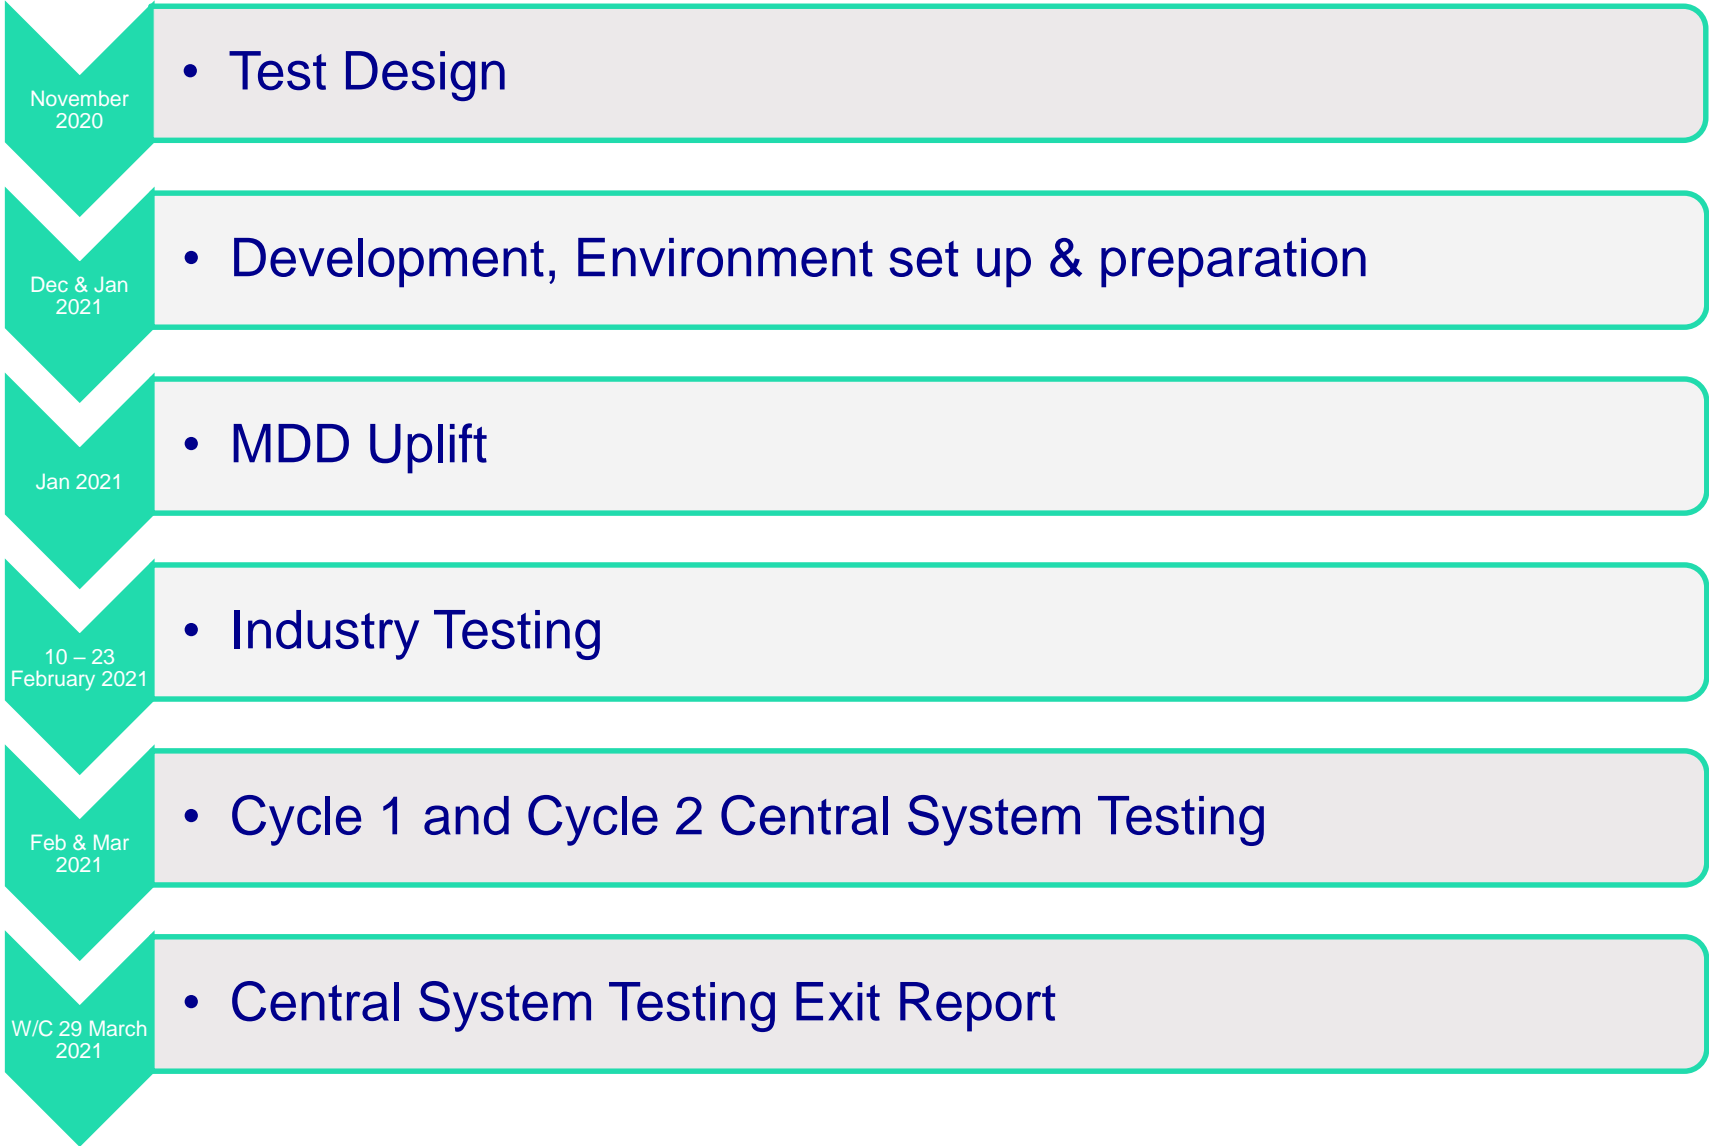 November
2020
• Test Design
Dec & Jan
2021
• Development, Environment set up & preparation
Jan 2021
• MDD Uplift
10 – 23
February 2021
• Industry Testing
Feb & Mar
2021
• Cycle 1 and Cycle 2 Central System Testing
W/C 29 March
2021
• Central System Testing Exit Report